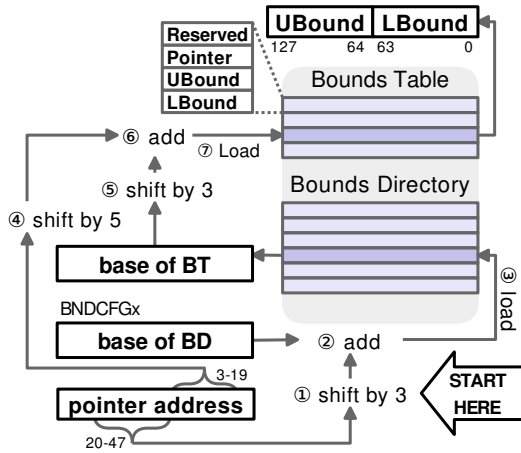 UBound LBound
127 64 63 0
Reserved
Pointer
UBound
LBound
Bounds Table
⑥ add
⑦ Load
⑤ shift by 3
Bounds Directory
④ shift by 5
base of BT
③ load
BNDCFGx
base of BD
② add
3-19
pointer address
① shift by 3
START
HERE
20-47